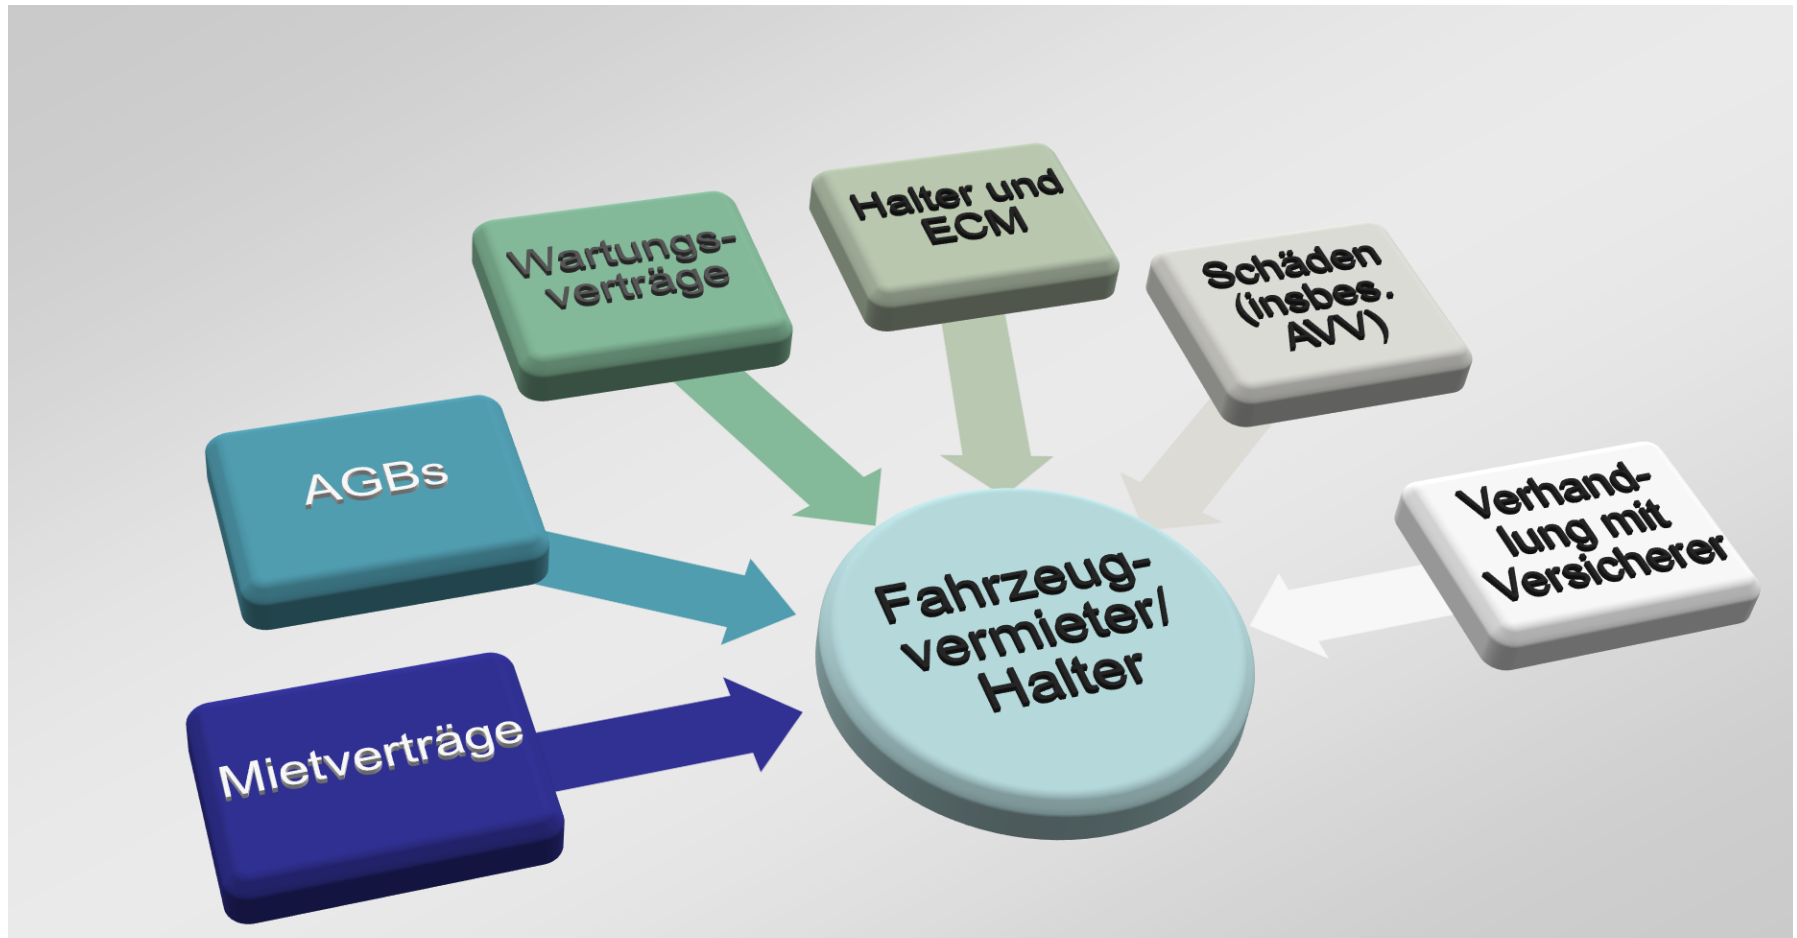 Halter und
ECM
Wartungs-
verträge
Schäden
(insbes.
AVV)
AGBs
Verhand-
lung mit
Versicherer
Fahrzeug-
vermieter/
Halter
Mietverträge